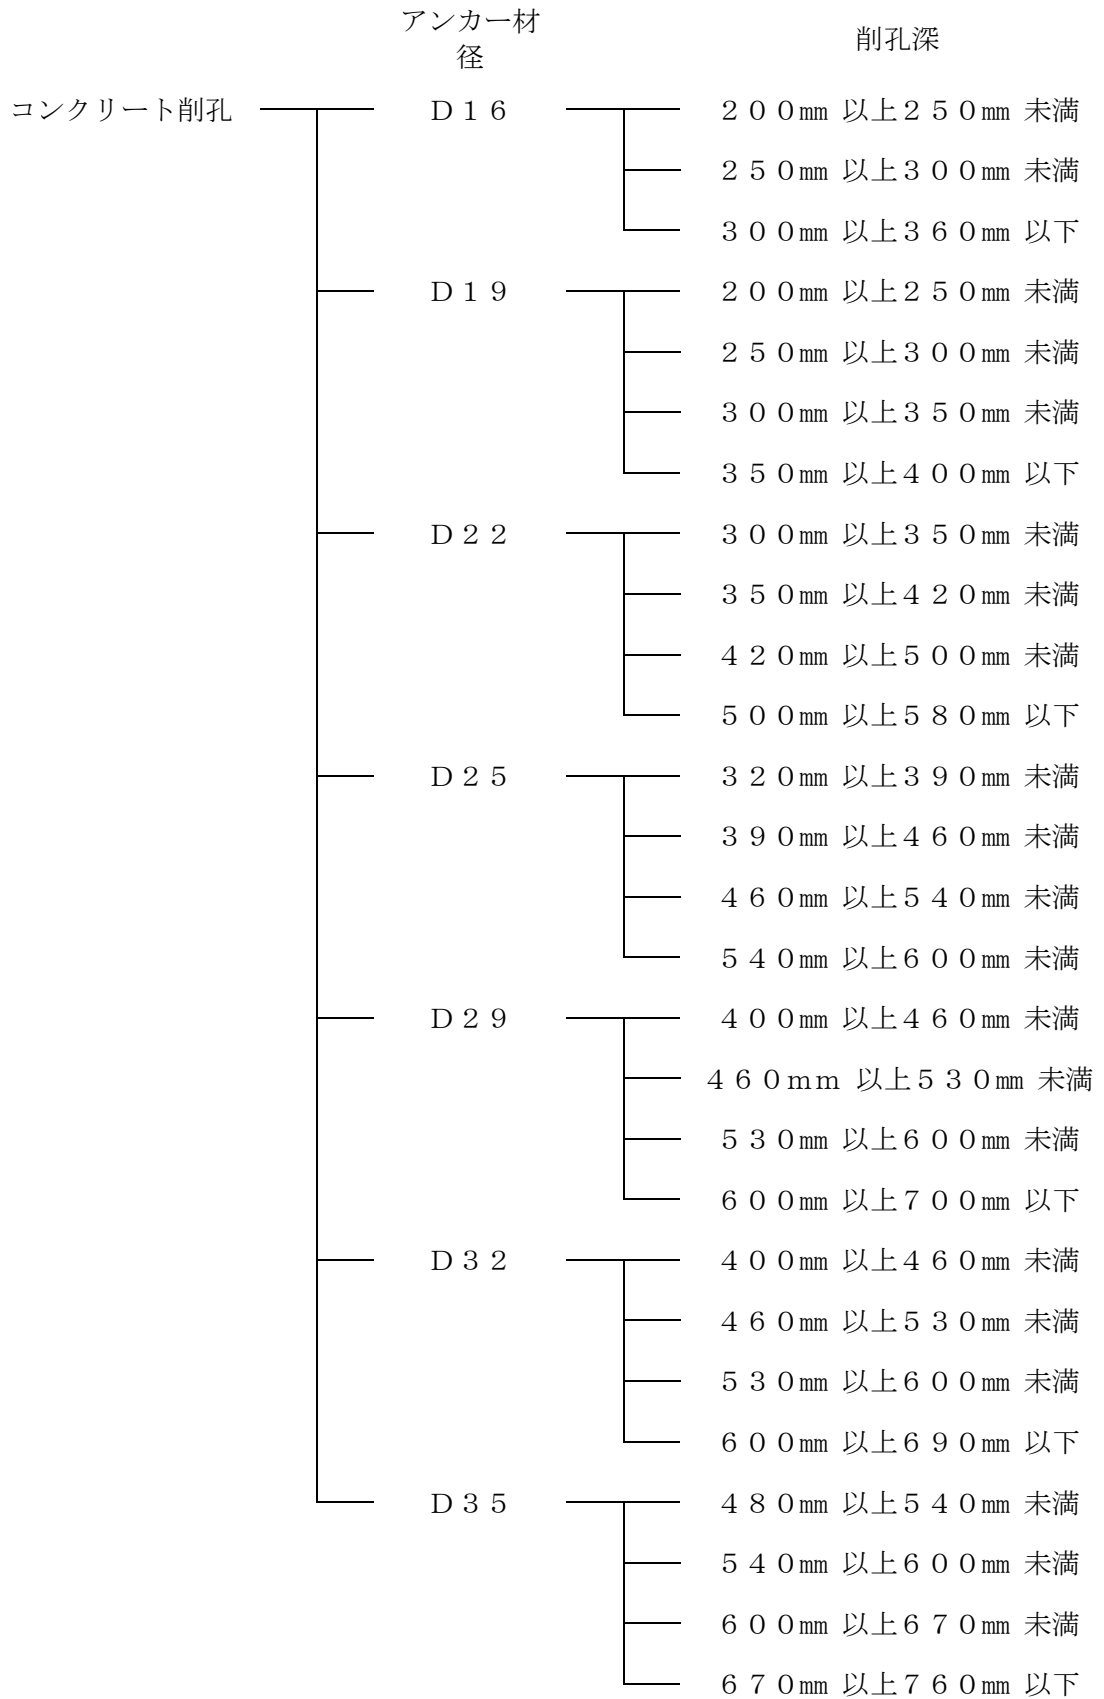 アンカー材
径
削孔深
コンクリート削孔 Ｄ１６ ２００㎜ 以上２５０㎜ 未満
２５０㎜ 以上３００㎜ 未満
３００㎜ 以上３６０㎜ 以下
Ｄ１９ ２００㎜ 以上２５０㎜ 未満
２５０㎜ 以上３００㎜ 未満
３００㎜ 以上３５０㎜ 未満
３５０㎜ 以上４００㎜ 以下
Ｄ２２ ３００㎜ 以上３５０㎜ 未満
３５０㎜ 以上４２０㎜ 未満
４２０㎜ 以上５００㎜ 未満
５００㎜ 以上５８０㎜ 以下
Ｄ２５ ３２０㎜ 以上３９０㎜ 未満
３９０㎜ 以上４６０㎜ 未満
４６０㎜ 以上５４０㎜ 未満
５４０㎜ 以上６００㎜ 未満
Ｄ２９ ４００㎜ 以上４６０㎜ 未満
４６０ｍｍ 以上５３０㎜ 未満
５３０㎜ 以上６００㎜ 未満
６００㎜ 以上７００㎜ 以下
Ｄ３２ ４００㎜ 以上４６０㎜ 未満
４６０㎜ 以上５３０㎜ 未満
５３０㎜ 以上６００㎜ 未満
６００㎜ 以上６９０㎜ 以下
Ｄ３５ ４８０㎜ 以上５４０㎜ 未満
５４０㎜ 以上６００㎜ 未満
６００㎜ 以上６７０㎜ 未満
６７０㎜ 以上７６０㎜ 以下